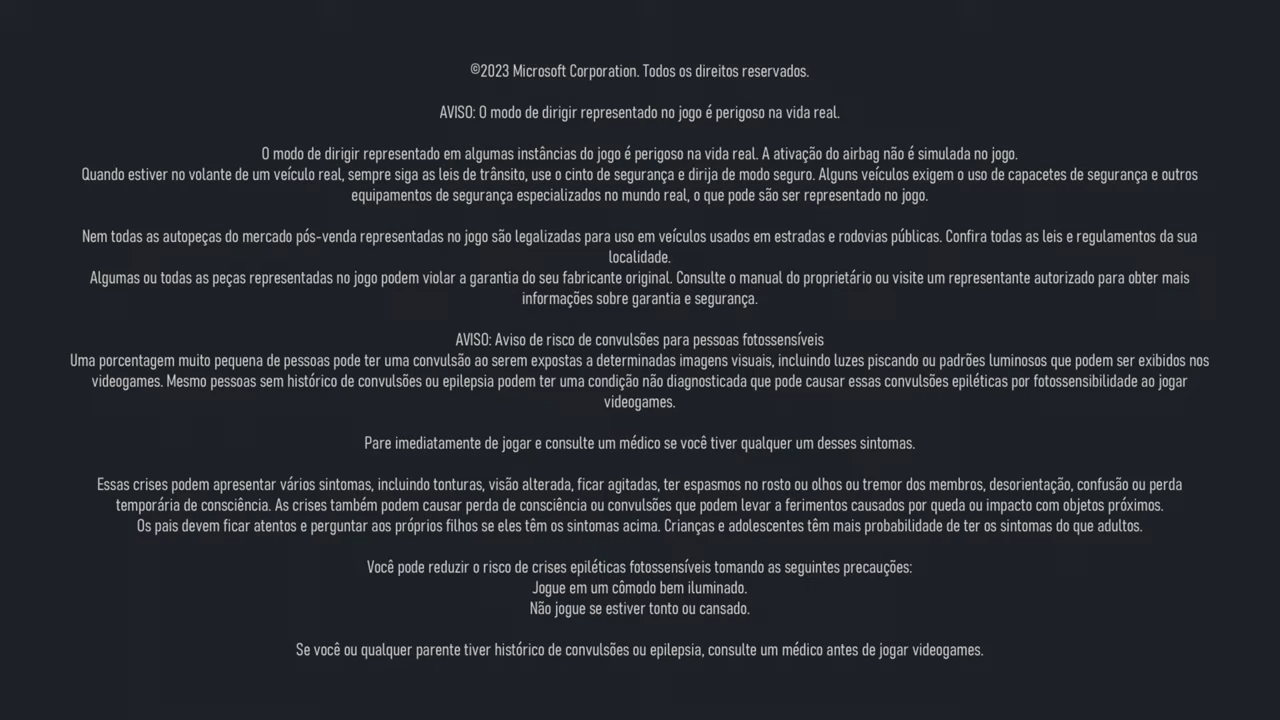 ©2023 Microsoft Corporation. Todos os direitos reservados.
AVISO: O modo de dirigir representado no jogo é perigoso na vida real.
O modo de dirigir representado em algumas instâncias do jogo é perigoso na vida real. A ativação do airbag não é simulada no jogo.
Quando estiver no volante de um veículo real, sempre siga as leis de trânsito, use o cinto de segurança e dirija de modo seguro. Alguns veículos exigem o uso de capacetes de segurança e outros
equipamentos de segurança especializados no mundo real, o que pode são ser representado no jogo.
Nem todas as autopeças do mercado pós-venda representadas no jogo são legalizadas para uso em veículos usados em estradas e rodovias públicas. Confira todas as leis e regulamentos da sua
localidade.
Algumas ou todas as peças representadas no jogo podem violar a garantia do seu fabricante original. Consulte o manual do proprietário ou visite um representante autorizado para obter mais
informações sobre garantia e segurança.
AVISO: Aviso de risco de convulsões para pessoas fotossensíveis
Uma porcentagem muito pequena de pessoas pode ter uma convulsão ao serem expostas a determinadas imagens visuais, incluindo luzes piscando ou padrões luminosos que podem ser exibidos nos
videogames. Mesmo pessoas sem histórico de convulsões ou epilepsia podem ter uma condição não diagnosticada que pode causar essas convulsões epiléticas por fotossensibilidade ao jogar
videogames.
Pare imediatamente de jogar e consulte um médico se você tiver qualquer um desses sintomas.
Essas crises podem apresentar vários sintomas, incluindo tonturas, visão alterada, ficar agitadas, ter espasmos no rosto ou olhos ou tremor dos membros, desorientação, confusão ou perda
temporária de consciência. As crises também podem causar perda de consciência ou convulsões que podem levar a ferimentos causados por queda ou impacto com objetos próximos.
Os pais devem ficar atentos e perguntar aos próprios filhos se eles têm os sintomas acima. Crianças e adolescentes têm mais probabilidade de ter os sintomas do que adultos.
Você pode reduzir o risco de crises epiléticas fotossensíveis tomando as seguintes precauções:
Jogue em um cômodo bem iluminado.
Não jogue se estiver tonto ou cansado.
Se você ou qualquer parente tiver histórico de convulsões ou epilepsia, consulte um médico antes de jogar videogames.